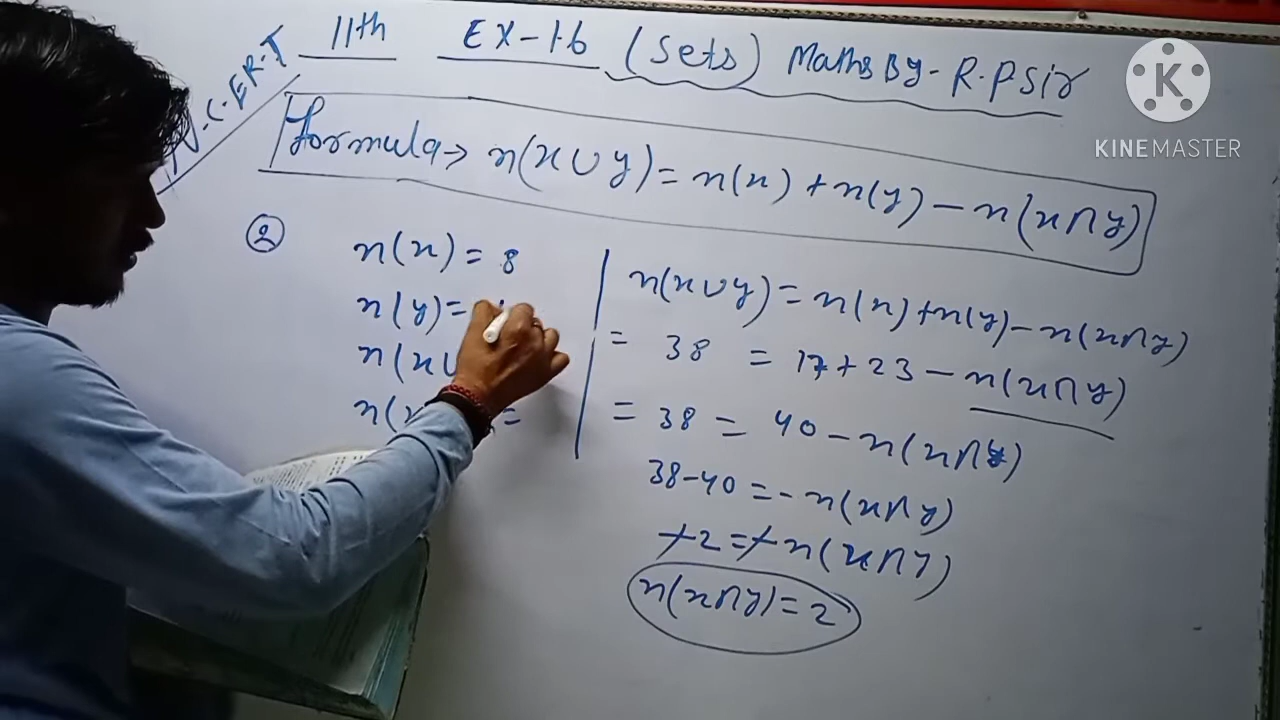 11th EX-1.6 (Sets) Maths By-R.P.Sir
N.C.E.R.T
KINEMASTER
Formula→ n(x∪y)=n(x)+n(y)-n(x∩y)
②
n(x)=8
n(y)=
n(x∪
=
n(x∪y)=n(x)+n(y)-n(x∩y)
= 38 = 17+23-n(x∩y)
= 38 = 40-n(x∩y)
38-40=-n(x∩y)
-2=-n(x∩y)
n(x∩y)=2